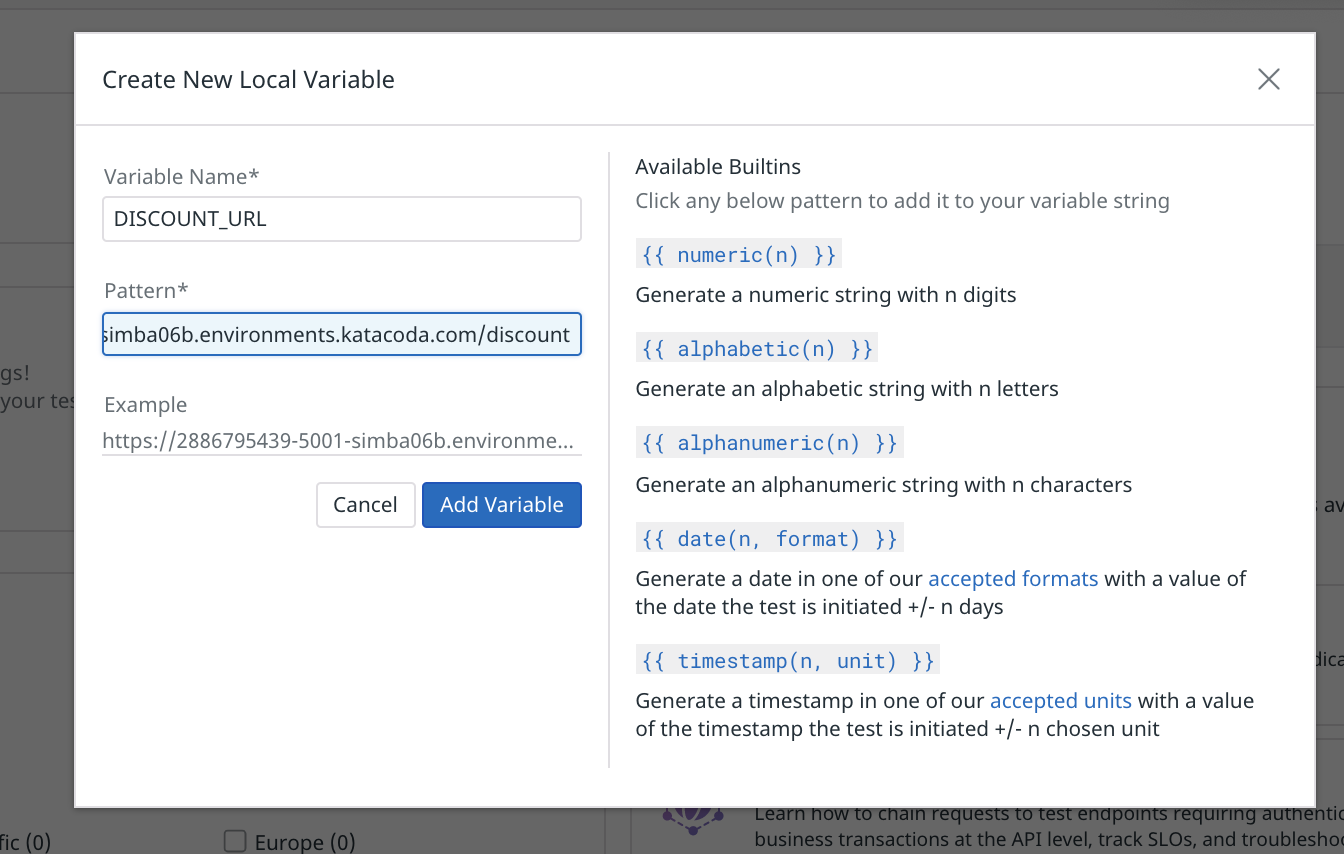 Create New Local Variable
Variable Name*
DISCOUNT_URL
Pattern*
simba06b.environments.katacoda.com/discount
Example
https://2886795439-5001-simba06b.environme...
Cancel
Add Variable
Available Builtins
Click any below pattern to add it to your variable string
{{ numeric(n) }}
Generate a numeric string with n digits
{{ alphabetic(n) }}
Generate an alphabetic string with n letters
{{ alphanumeric(n) }}
Generate an alphanumeric string with n characters
{{ date(n, format) }}
Generate a date in one of our accepted formats with a value of
the date the test is initiated +/- n days
{{ timestamp(n, unit) }}
Generate a timestamp in one of our accepted units with a value
of the timestamp the test is initiated +/- n chosen unit
gs!
your tes
av
dica
fic (0)
Europe (0)
Learn how to chain requests to test endpoints requiring authentic
business transactions at the API level, track SLOs, and troublesho